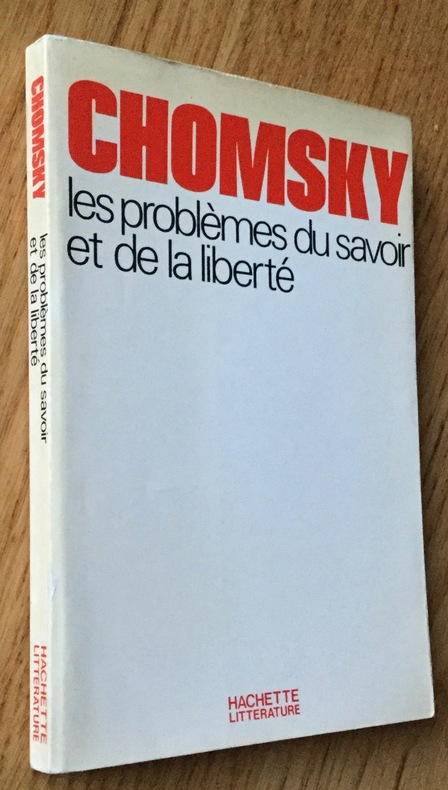 CHOMSKY
les problèmes du savoir
et de la liberté
HACHETTE
LITTERATURE
CHOMSKY
les problèmes du savoir
et de la liberté
HACHETTE
LITTERATURE